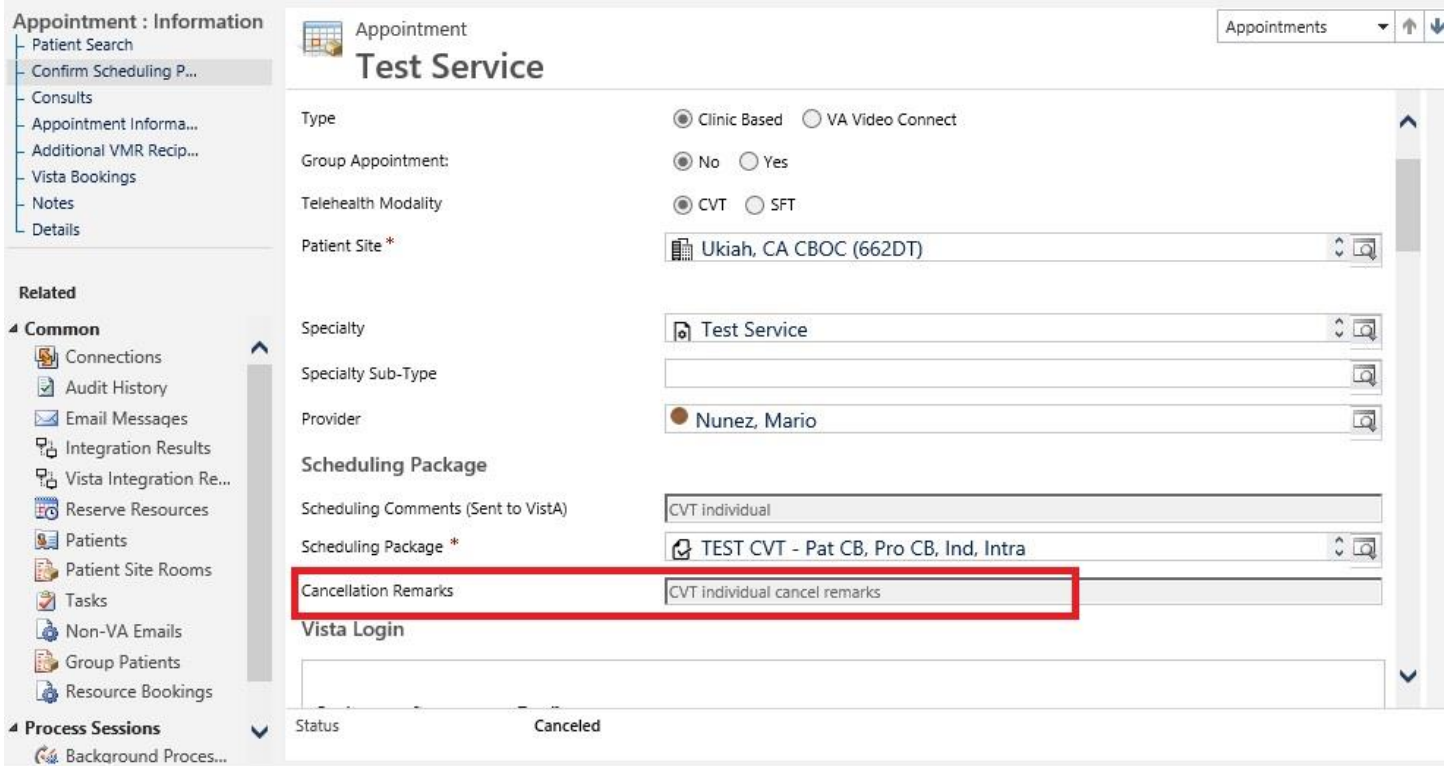 Appointment : Information
Patient Search
Confirm Scheduling P...
Consults
Appointment Informa...
Additional VMR Recip...
Vista Bookings
Notes
Details
Related
Common
Connections
Audit History
Email Messages
Integration Results
Vista Integration Re...
Reserve Resources
Patients
Patient Site Rooms
Tasks
Non-VA Emails
Group Patients
Resource Bookings
Process Sessions
Background Proces...
Appointment
Test Service
Appointments
Type Clinic Based VA Video Connect
Group Appointment: No Yes
Telehealth Modality CVT SFT
Patient Site * Ukiah, CA CBOC (662DT)
Specialty Test Service
Specialty Sub-Type
Provider Nunez, Mario
Scheduling Package
Scheduling Comments (Sent to VistA) CVT individual
Scheduling Package * TEST CVT - Pat CB, Pro CB, Ind, Intra
Cancellation Remarks CVT individual cancel remarks
Vista Login
Status Canceled